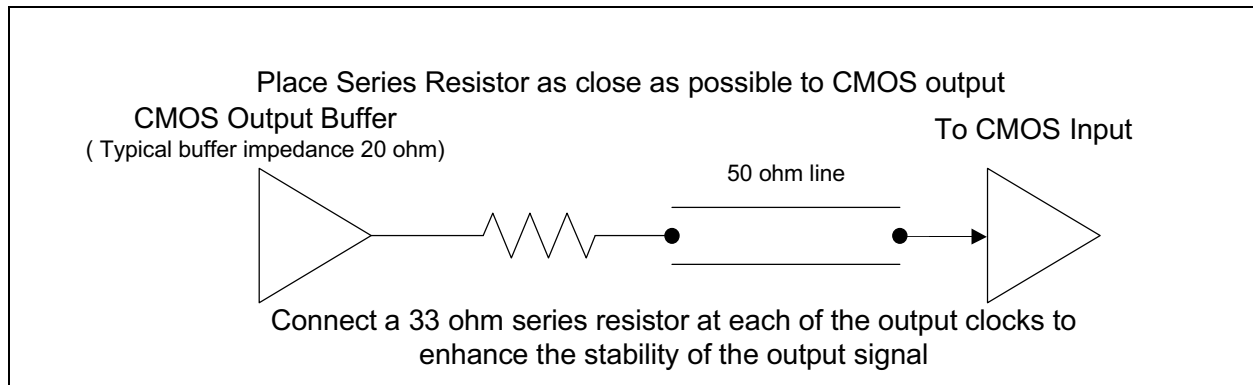 Place Series Resistor as close as possible to CMOS output
CMOS Output Buffer
( Typical buffer impedance 20 ohm)
To CMOS Input
50 ohm line
Connect a 33 ohm series resistor at each of the output clocks to
enhance the stability of the output signal